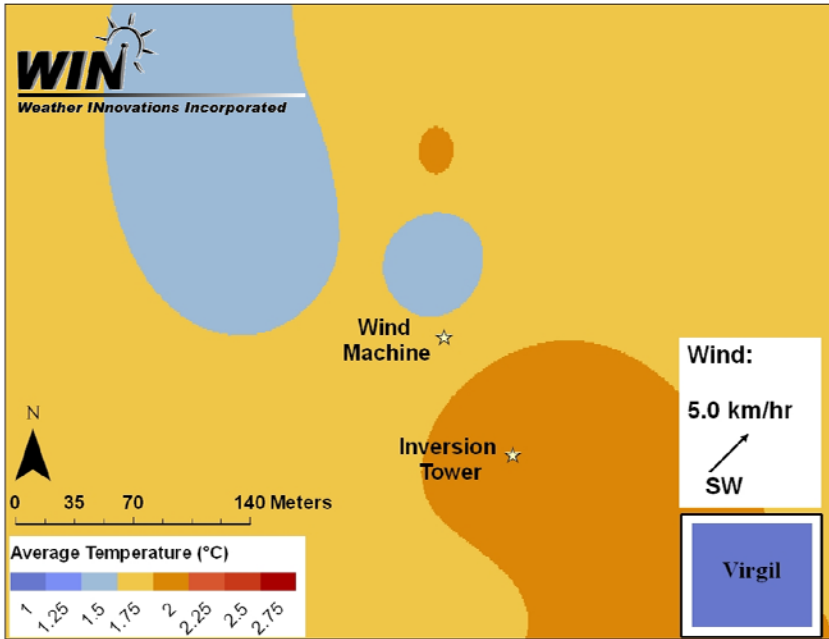 WIN
Weather INnovations Incorporated
Wind
Machine
Wind:
5.0 km/hr
SW
Inversion
Tower
N
0 35 70 140 Meters
Average Temperature (°C)
1 1.25 1.5 1.75 2 2.25 2.5 2.75
Virgil